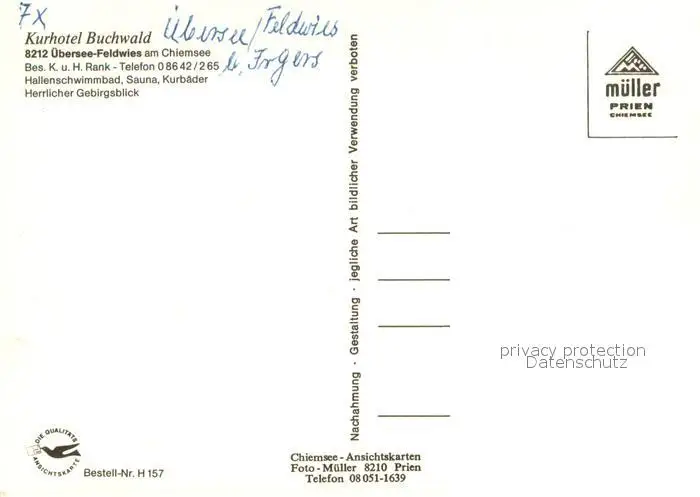 7x
Übersee/Feldwies
Kurhotel Buchwald
8212 Übersee-Feldwies am Chiemsee
Bes. K. u. H. Rank - Telefon 0 86 42 / 2 65
Hallenschwimmbad, Sauna, Kurbäder
Herrlicher Gebirgsblick
Nachahmung · Gestaltung · jegliche Art bildlicher Verwendung verboten
müller
PRIEN
CHIEMSEE
privacy protection
Datenschutz
DIE QUALITÄTS
ANSICHTSKARTE
Bestell-Nr. H 157
Chiemsee - Ansichtskarten
Foto - Müller 8210 Prien
Telefon 08 051-1639